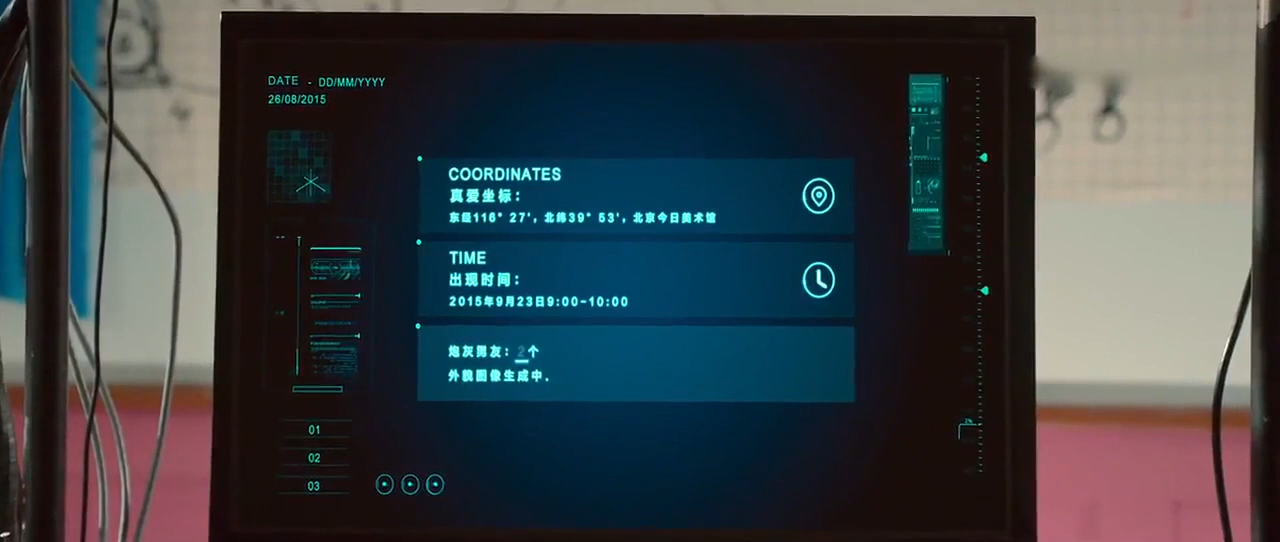 DATE - DD/MM/YYYY
26/08/2015
COORDINATES
真爱坐标：
东经116° 27'，北纬39° 53'，北京今日美术馆
TIME
出现时间：
2015年9月23日9:00-10:00
炮灰男友：2个
外貌图像生成中.
01
02
03